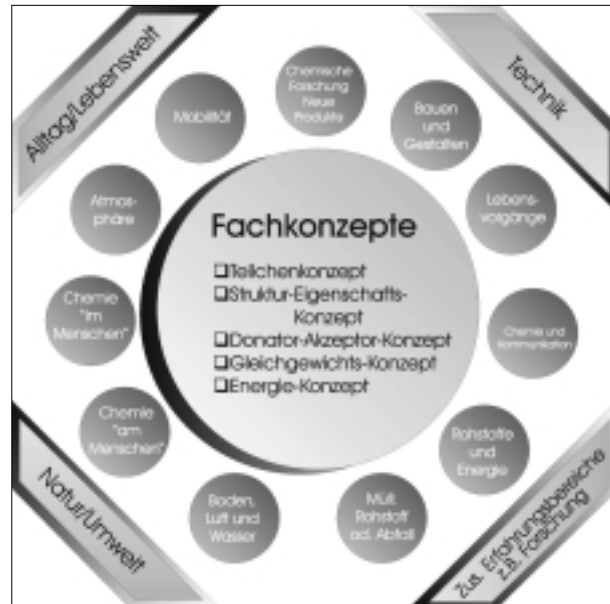 Alltag/Lebenswelt
Technik
Chemische
Forschung
Neue
Produkte
Mobilität
Bauen
und
Gestalten
Atmos-
phäre
Lebens-
vorgänge
Fachkonzepte
❑Teilchenkonzept
❑Struktur-Eigenschafts-
Konzept
❑Donator-Akzeptor-Konzept
❑Gleichgewichts-Konzept
❑Energie-Konzept
Chemie
"im
Menschen"
Chemie und
Kommunikation
Chemie
"am
Menschen"
Rohstoffe
und
Energie
Boden,
Luft und
Wasser
Müll:
Rohstoff
od. Abfall
Natur/Umwelt
Zus. Erfahrungsbereiche
z.B. Forschung